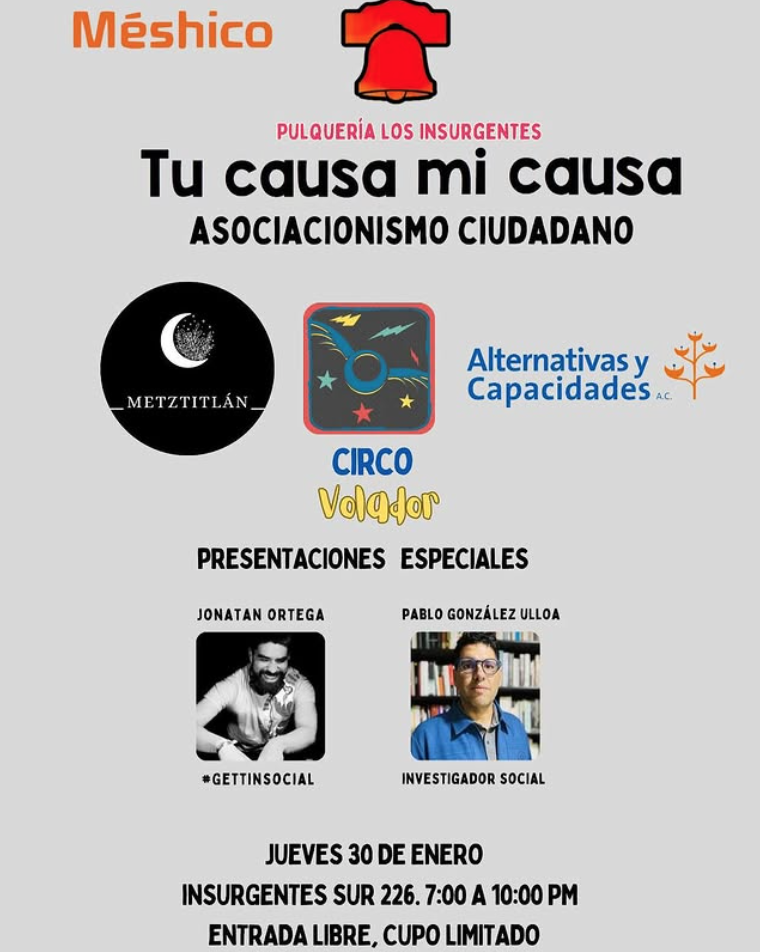 Méshico
PULQUERÍA LOS INSURGENTES
Tu causa mi causa
ASOCIACIONISMO CIUDADANO
METZTITLÁN
Alternativas y
Capacidades A.C.
CIRCO
Volador
PRESENTACIONES ESPECIALES
JONATAN ORTEGA
PABLO GONZÁLEZ ULLOA
#GETTINSOCIAL
INVESTIGADOR SOCIAL
JUEVES 30 DE ENERO
INSURGENTES SUR 226. 7:00 A 10:00 PM
ENTRADA LIBRE, CUPO LIMITADO